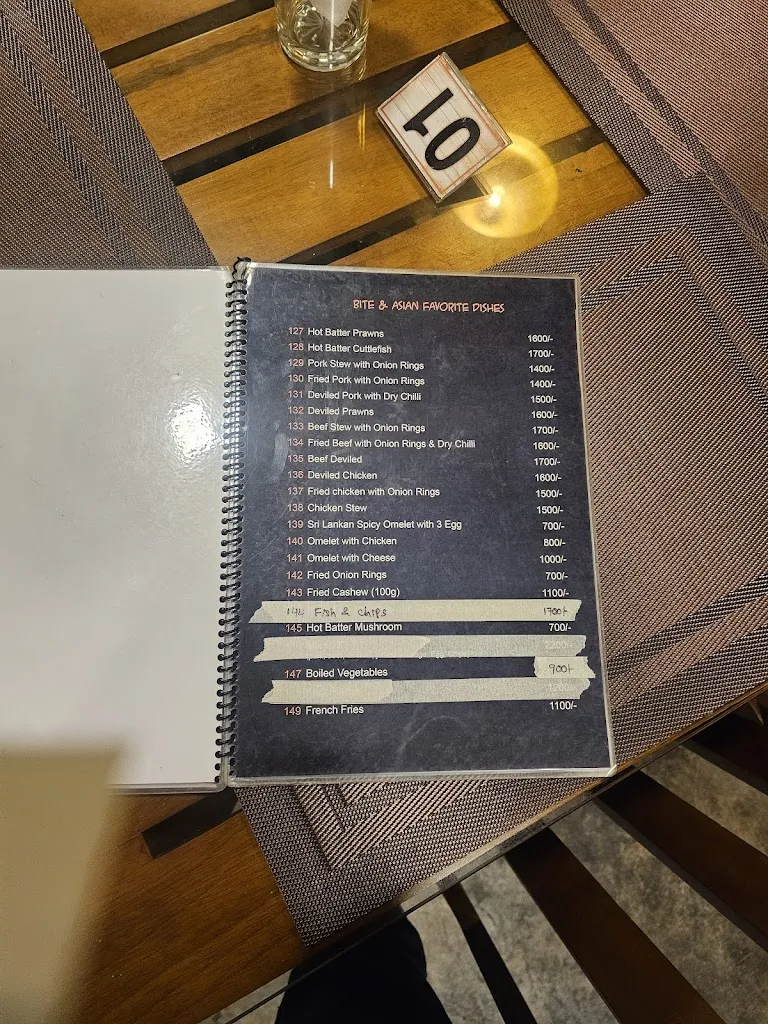 10
BITE & ASIAN FAVORITE DISHES
127 Hot Batter Prawns 1600/-
128 Hot Batter Cuttlefish 1700/-
129 Pork Stew with Onion Rings 1400/-
130 Fried Pork with Onion Rings 1400/-
131 Deviled Pork with Dry Chilli 1500/-
132 Deviled Prawns 1600/-
133 Beef Stew with Onion Rings 1700/-
134 Fried Beef with Onion Rings & Dry Chilli 1600/-
135 Beef Deviled 1700/-
136 Deviled Chicken 1600/-
137 Fried chicken with Onion Rings 1500/-
138 Chicken Stew 1500/-
139 Sri Lankan Spicy Omelet with 3 Egg 700/-
140 Omelet with Chicken 800/-
141 Omelet with Cheese 1000/-
142 Fried Onion Rings 700/-
143 Fried Cashew (100g) 1100/-
144 Fish & chips 1700/-
145 Hot Batter Mushroom 700/-
147 Boiled Vegetables 900/-
149 French Fries 1100/-